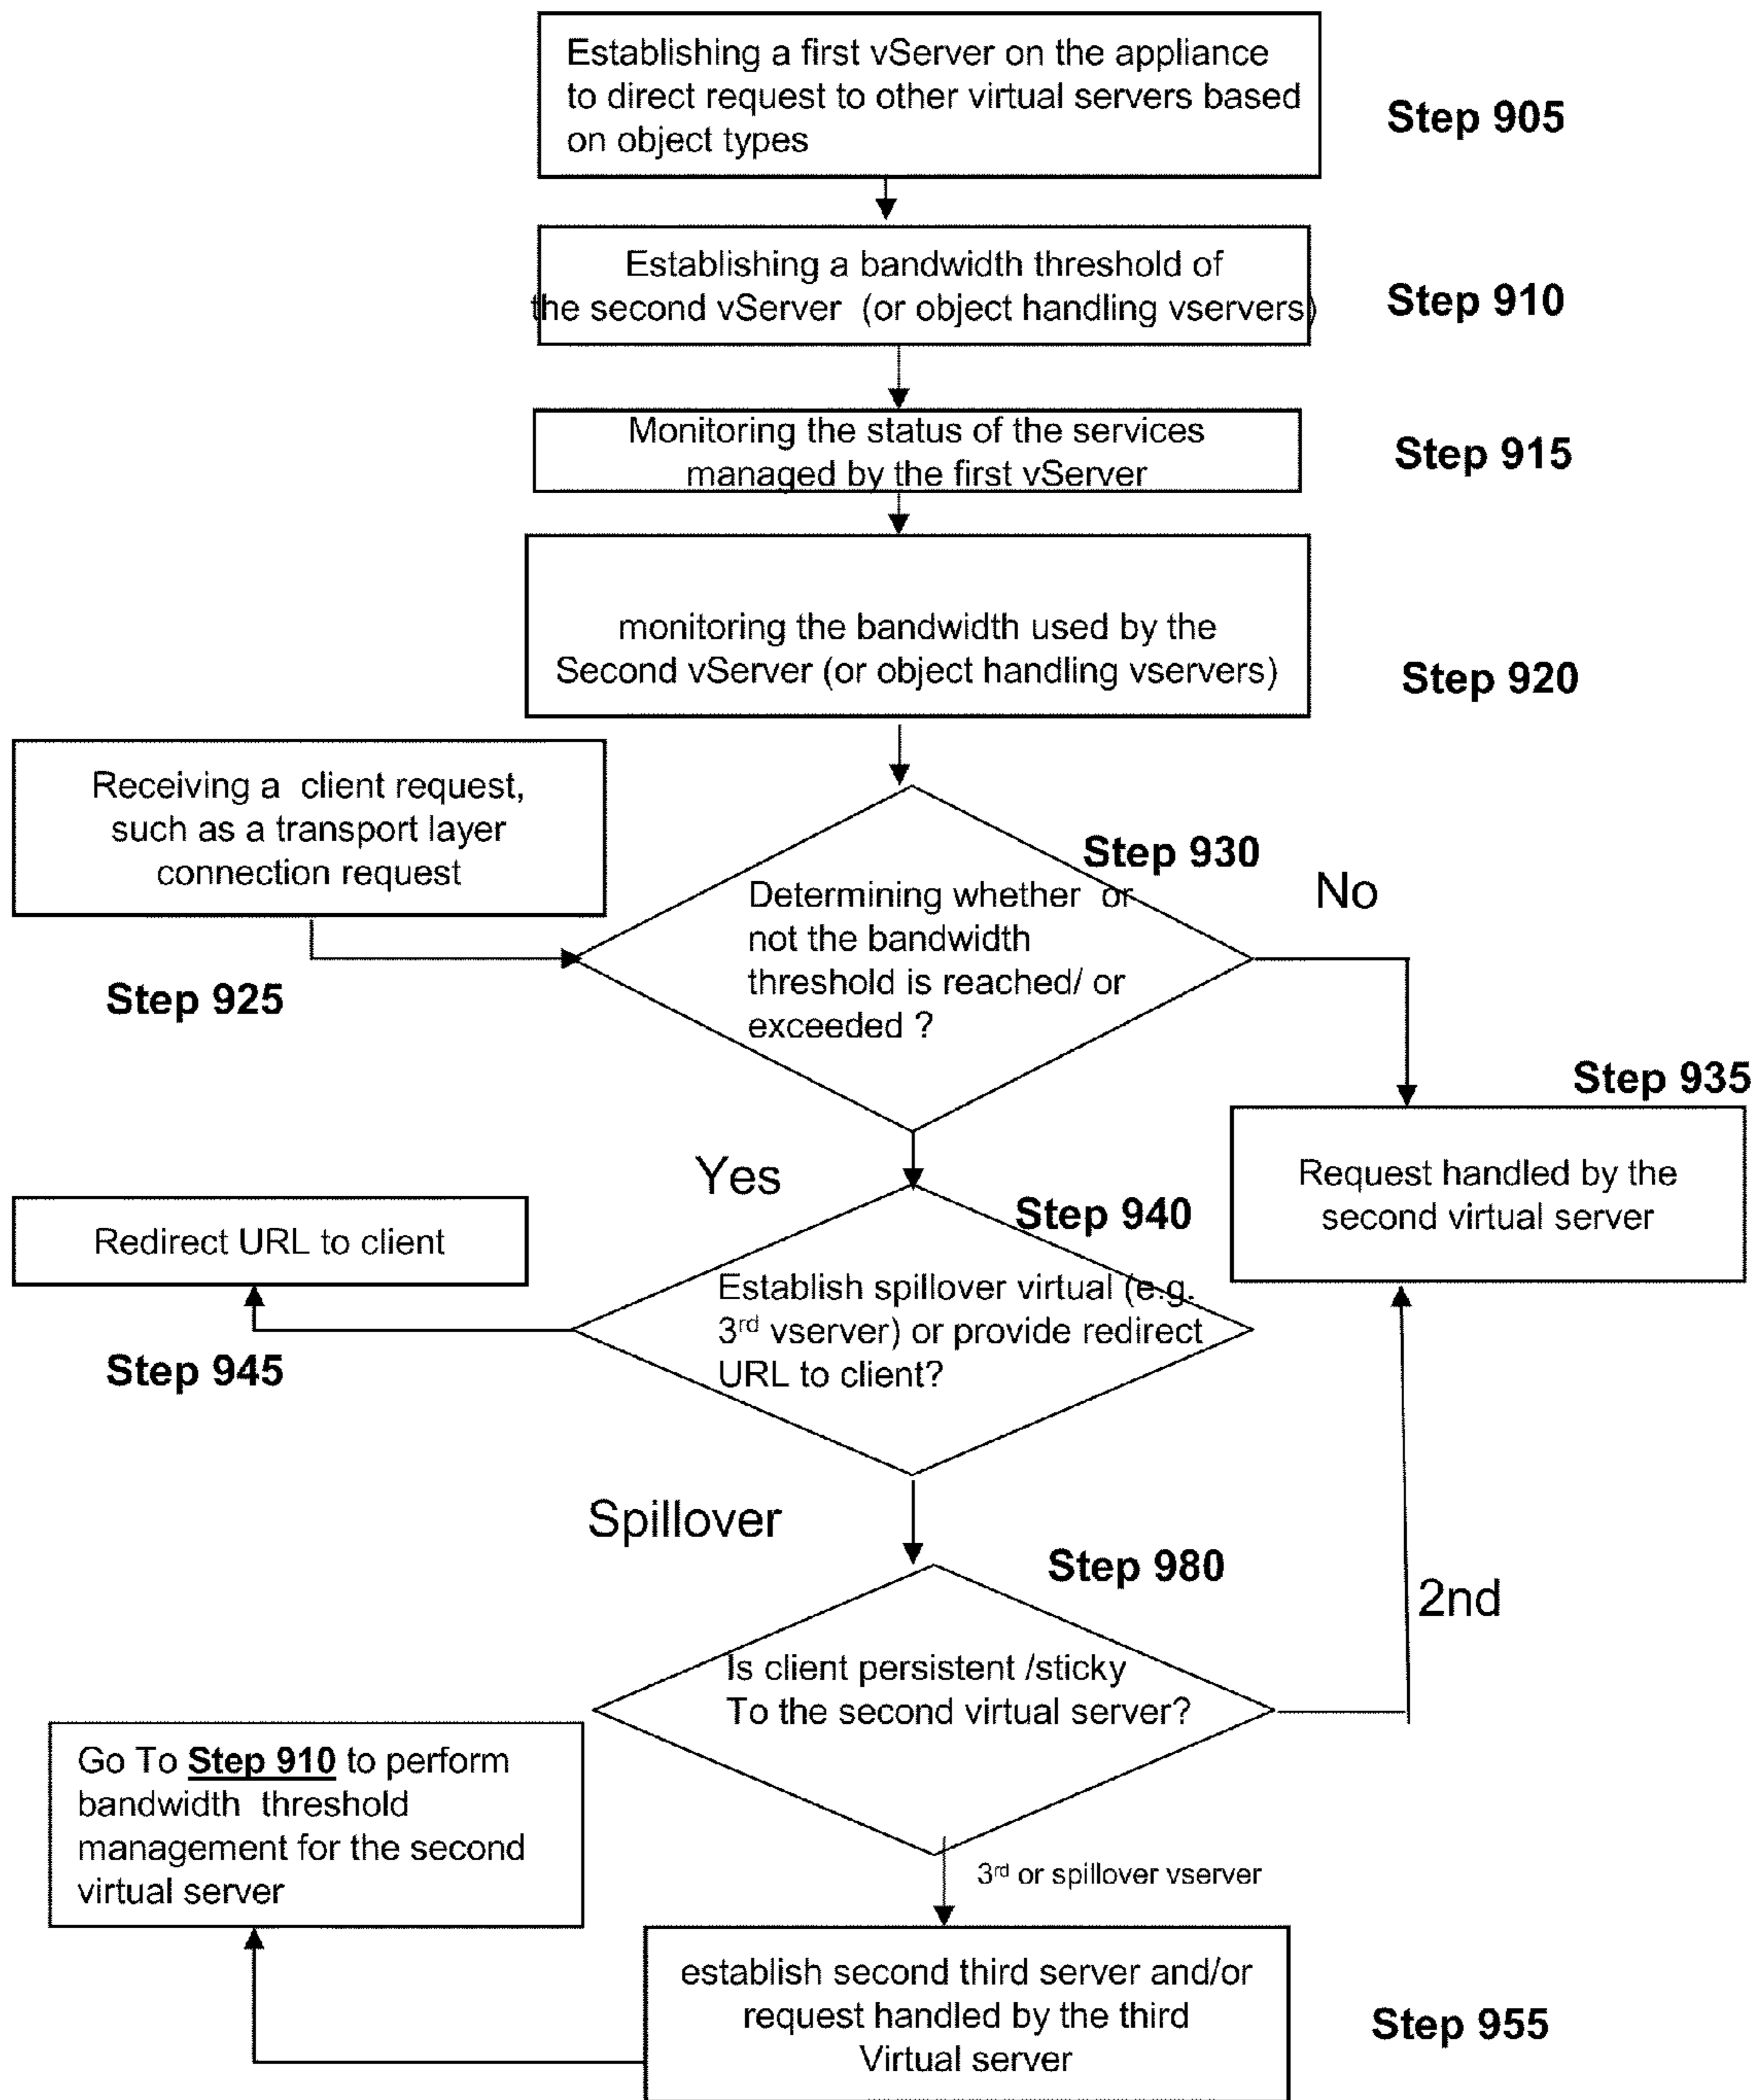 Establishing a first vServer on the appliance
to direct request to other virtual servers based
on object types
Step 905
Establishing a bandwidth threshold of
the second vServer (or object handling vservers)
Step 910
Monitoring the status of the services
managed by the first vServer
Step 915
monitoring the bandwidth used by the
Second vServer (or object handling vservers)
Step 920
Receiving a client request,
such as a transport layer
connection request
Step 925
Step 930
Determining whether or
not the bandwidth
threshold is reached/ or
exceeded ?
No
Step 935
Request handled by the
second virtual server
Yes
Step 940
Establish spillover virtual (e.g.
3rd vserver) or provide redirect
URL to client?
Redirect URL to client
Step 945
Spillover
Step 980
Is client persistent /sticky
To the second virtual server?
2nd
Go To Step 910 to perform
bandwidth threshold
management for the second
virtual server
3rd or spillover vserver
establish second third server and/or
request handled by the third
Virtual server
Step 955